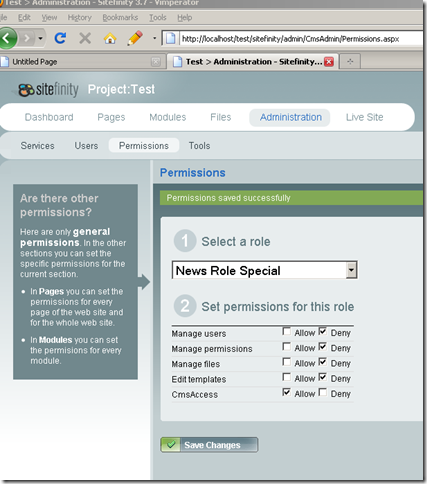 Test > Administration - Sitefinity 3.7 - Vimperator
File Edit View History Bookmarks Tools Help
http://localhost/test/sitefinity/admin/CmsAdmin/Permissions.aspx
Untitled Page
Test > Administration - Sitefinity...
sitefinity Project:Test
Dashboard Pages Modules Files Administration Live Site
Services Users Permissions Tools
Permissions
Permissions saved successfully
Are there other
permissions?
Here are only general
permissions. In the other
sections you can set the
specific permissions for the
current section.
In Pages you can set the
permissions for every
page of the web site and
for the whole web site.
In Modules you can set
the permisions for every
module.
1 Select a role
News Role Special
2 Set permissions for this role
Manage users Allow Deny
Manage permissions Allow Deny
Manage files Allow Deny
Edit templates Allow Deny
CmsAccess Allow Deny
Save Changes